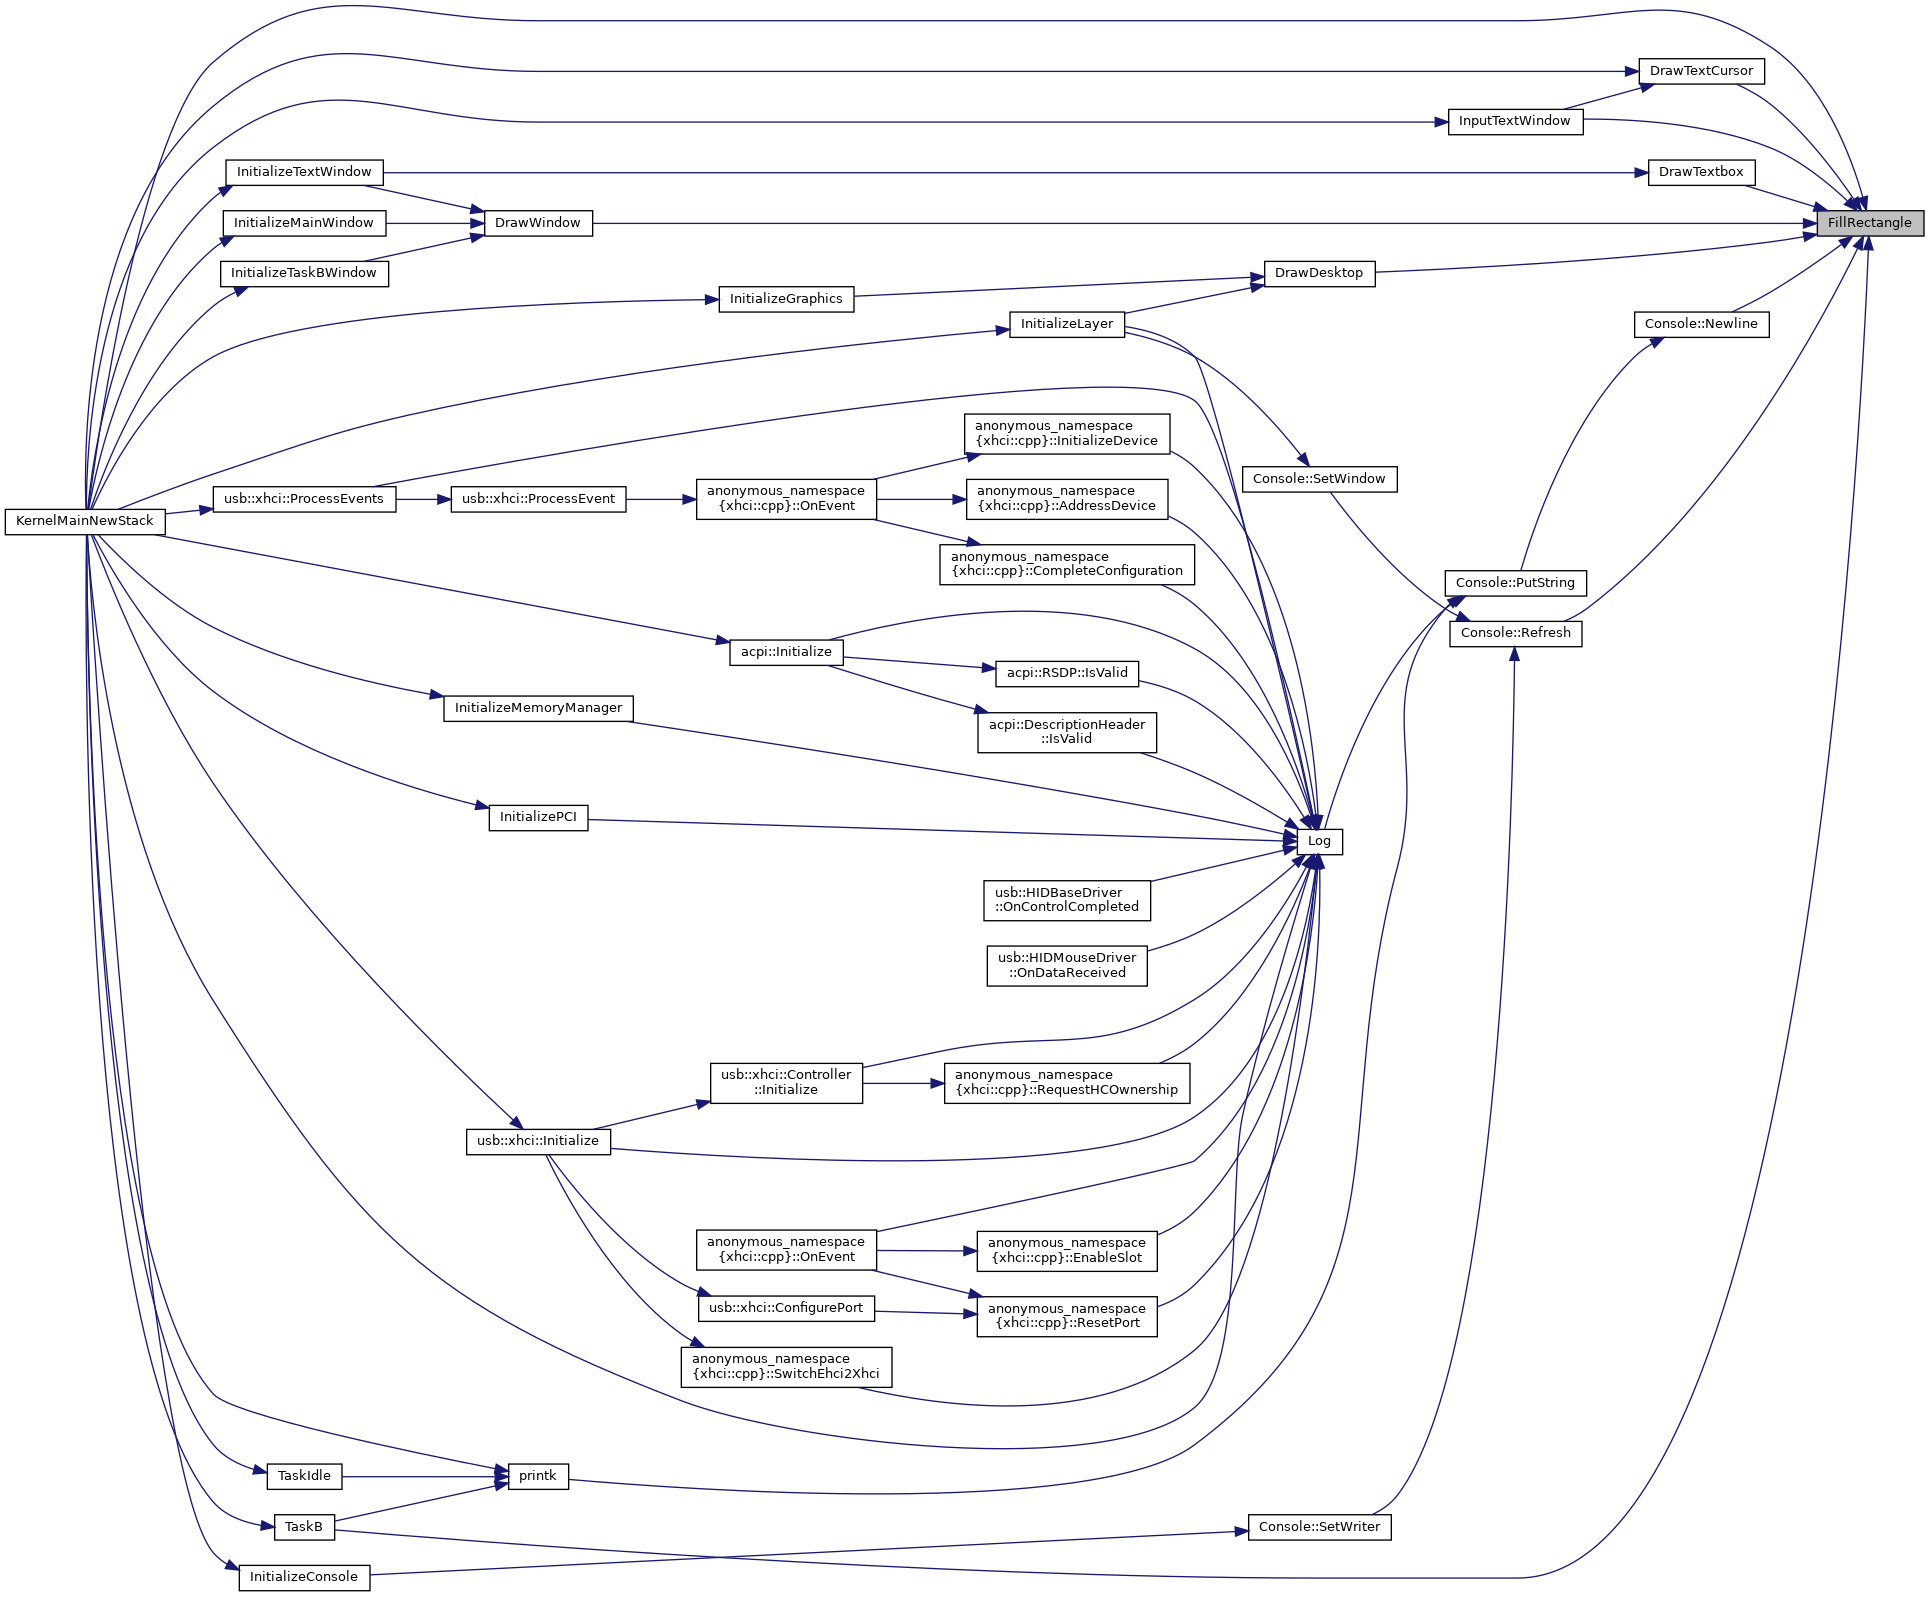 DrawTextCursor
InputTextWindow
InitializeTextWindow
DrawTextbox
InitializeMainWindow
DrawWindow
FillRectangle
InitializeTaskBWindow
DrawDesktop
InitializeGraphics
InitializeLayer
Console::Newline
anonymous_namespace
{xhci::cpp}::InitializeDevice
Console::SetWindow
usb::xhci::ProcessEvents
usb::xhci::ProcessEvent
anonymous_namespace
{xhci::cpp}::OnEvent
anonymous_namespace
{xhci::cpp}::AddressDevice
KernelMainNewStack
anonymous_namespace
{xhci::cpp}::CompleteConfiguration
Console::PutString
Console::Refresh
acpi::Initialize
acpi::RSDP::IsValid
InitializeMemoryManager
acpi::DescriptionHeader
::IsValid
InitializePCI
Log
usb::HIDBaseDriver
::OnControlCompleted
usb::HIDMouseDriver
::OnDataReceived
usb::xhci::Controller
::Initialize
anonymous_namespace
{xhci::cpp}::RequestHCOwnership
usb::xhci::Initialize
anonymous_namespace
{xhci::cpp}::OnEvent
anonymous_namespace
{xhci::cpp}::EnableSlot
usb::xhci::ConfigurePort
anonymous_namespace
{xhci::cpp}::ResetPort
anonymous_namespace
{xhci::cpp}::SwitchEhci2Xhci
TaskIdle
printk
TaskB
Console::SetWriter
InitializeConsole